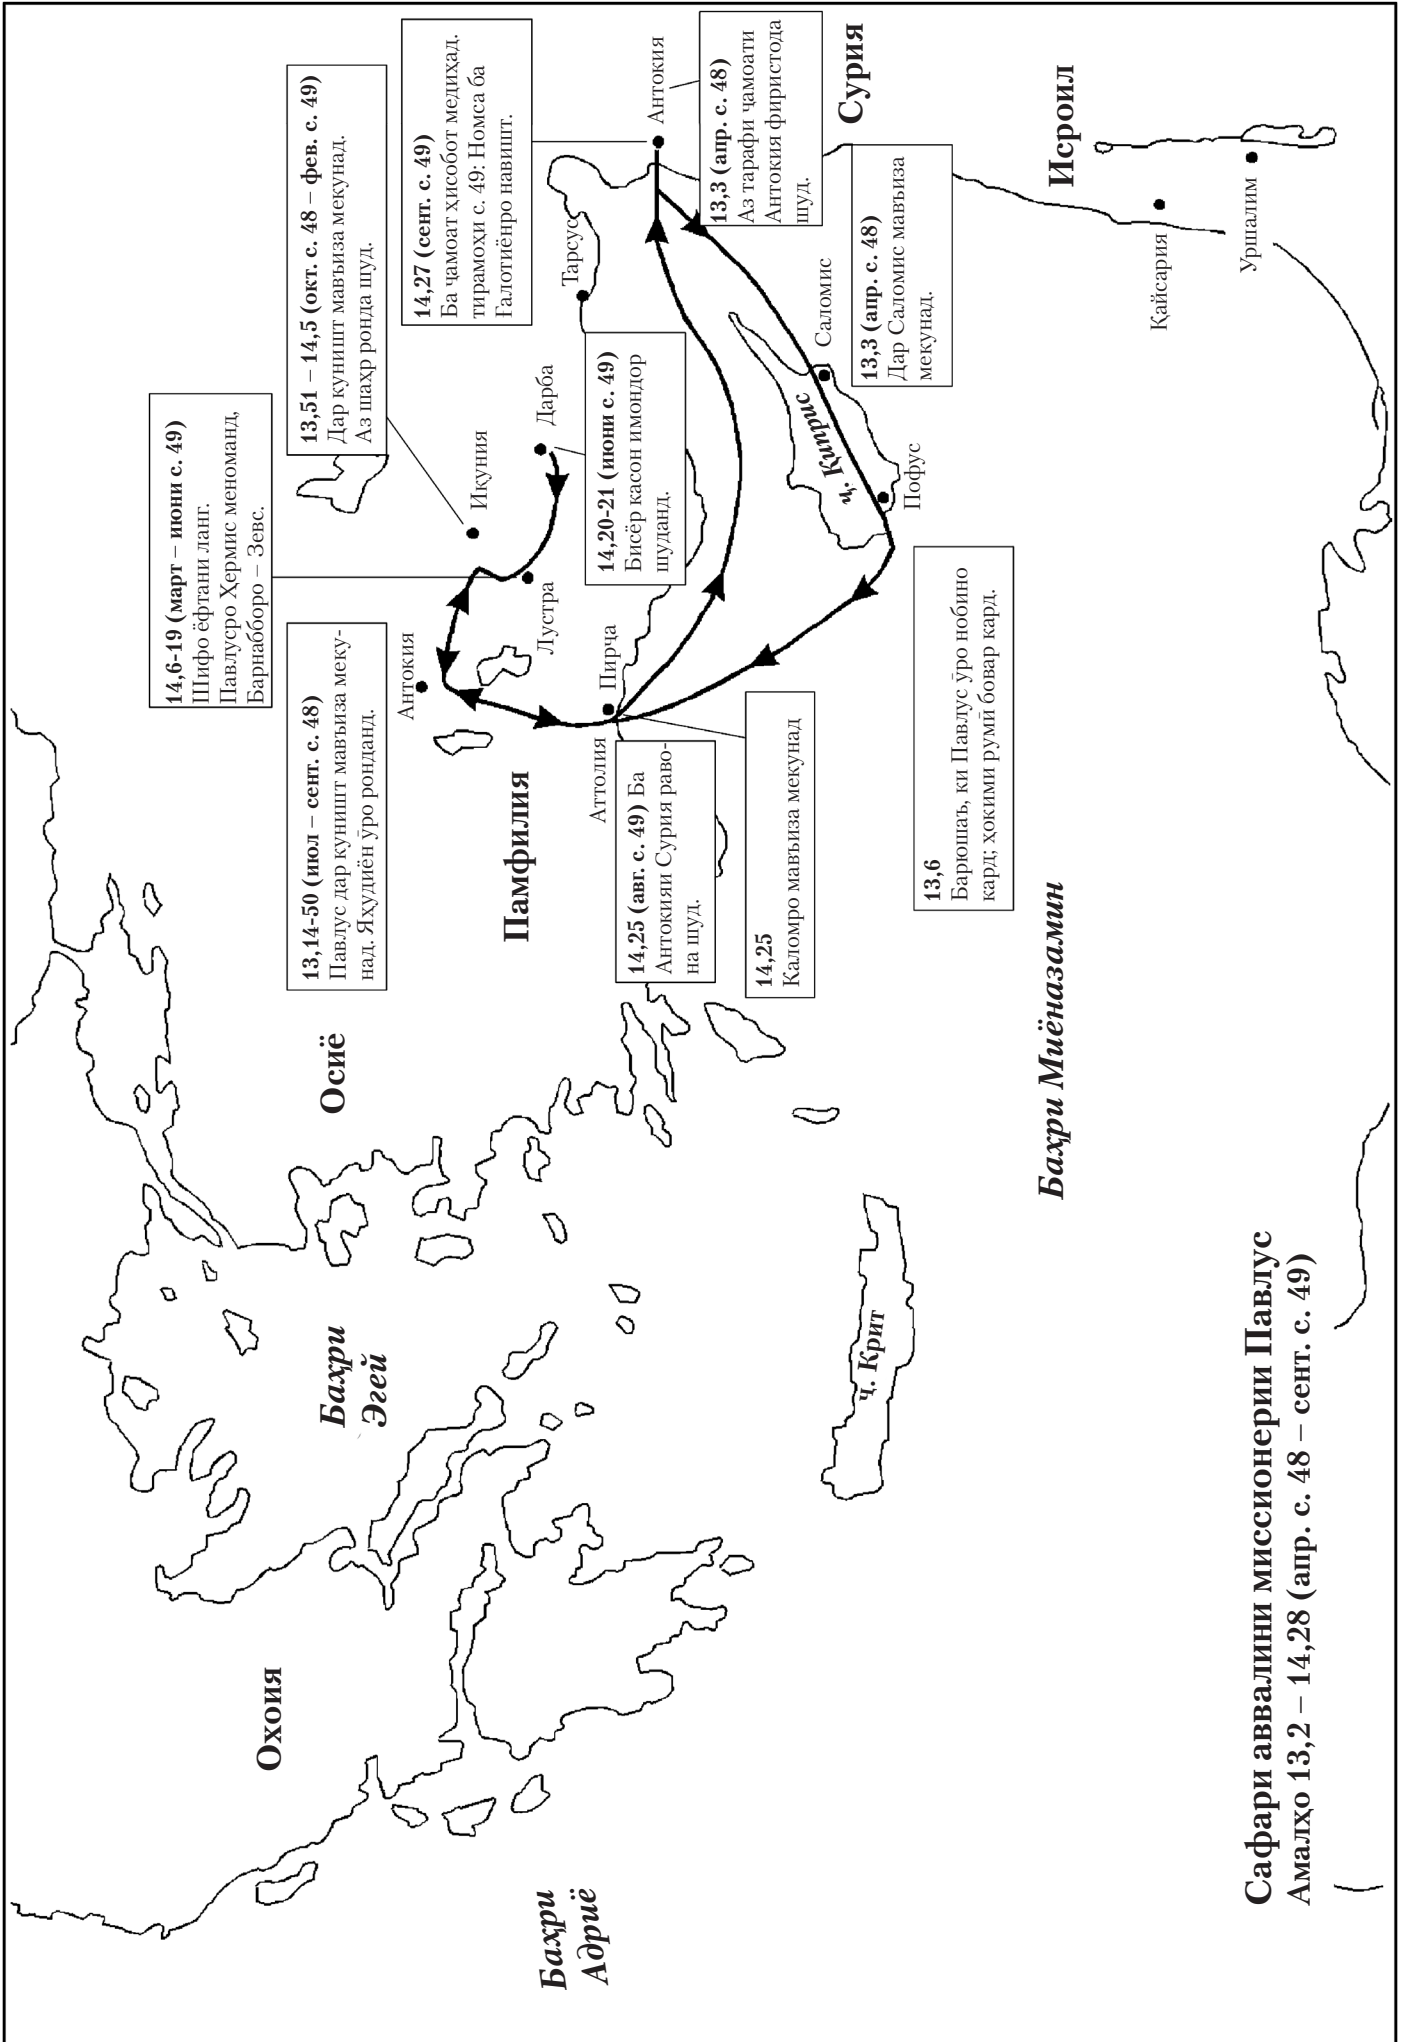 14,6-19 (март – июни с. 49)
Шифо ёфтани ланг.
Павлусро Ҳермис меноманд,
Барнабборо – Зевс.
13,51 – 14,5 (окт. с. 48 – фев. с. 49)
Дар куништ мавъиза мекунад.
Аз шаҳр ронда шуд.
14,27 (сент. с. 49)
Ба ҷамоат ҳисобот медиҳад.
тирамоҳи с. 49: Номса ба
Ғалотиёнро навишт.
13,14-50 (июл – сент. с. 48)
Павлус дар куништ мавъиза меку-
над. Яҳудиён ӯро ронданд.
Антокия
Икуния
Лустра
Дарба
14,20-21 (июни с. 49)
Бисёр касон имондор
шуданд.
Тарсус
Антокия
13,3 (апр. с. 48)
Аз тарафи ҷамоати
Антокия фиристода
шуд.
Сурия
Охоия
Баҳри
Эгей
Осиё
Памфилия
Аттолия
Пирҷа
14,25 (авг. с. 49) Ба
Антокияи Сурия раво-
на шуд.
14,25
Каломро мавъиза мекунад
ҷ. Қиприс
Саломис
Пофус
13,3 (апр. с. 48)
Дар Саломис мавъиза
мекунад.
13,6
Барюшаъ, ки Павлус ӯро нобино
кард; ҳокими румӣ бовар кард.
Баҳри
Адриё
ҷ. Крит
Баҳри Миёназамин
Исроил
Қайсария
Уршалим
Сафари аввалини миссионерии Павлус
Амалҳо 13,2 – 14,28 (апр. с. 48 – сент. с. 49)